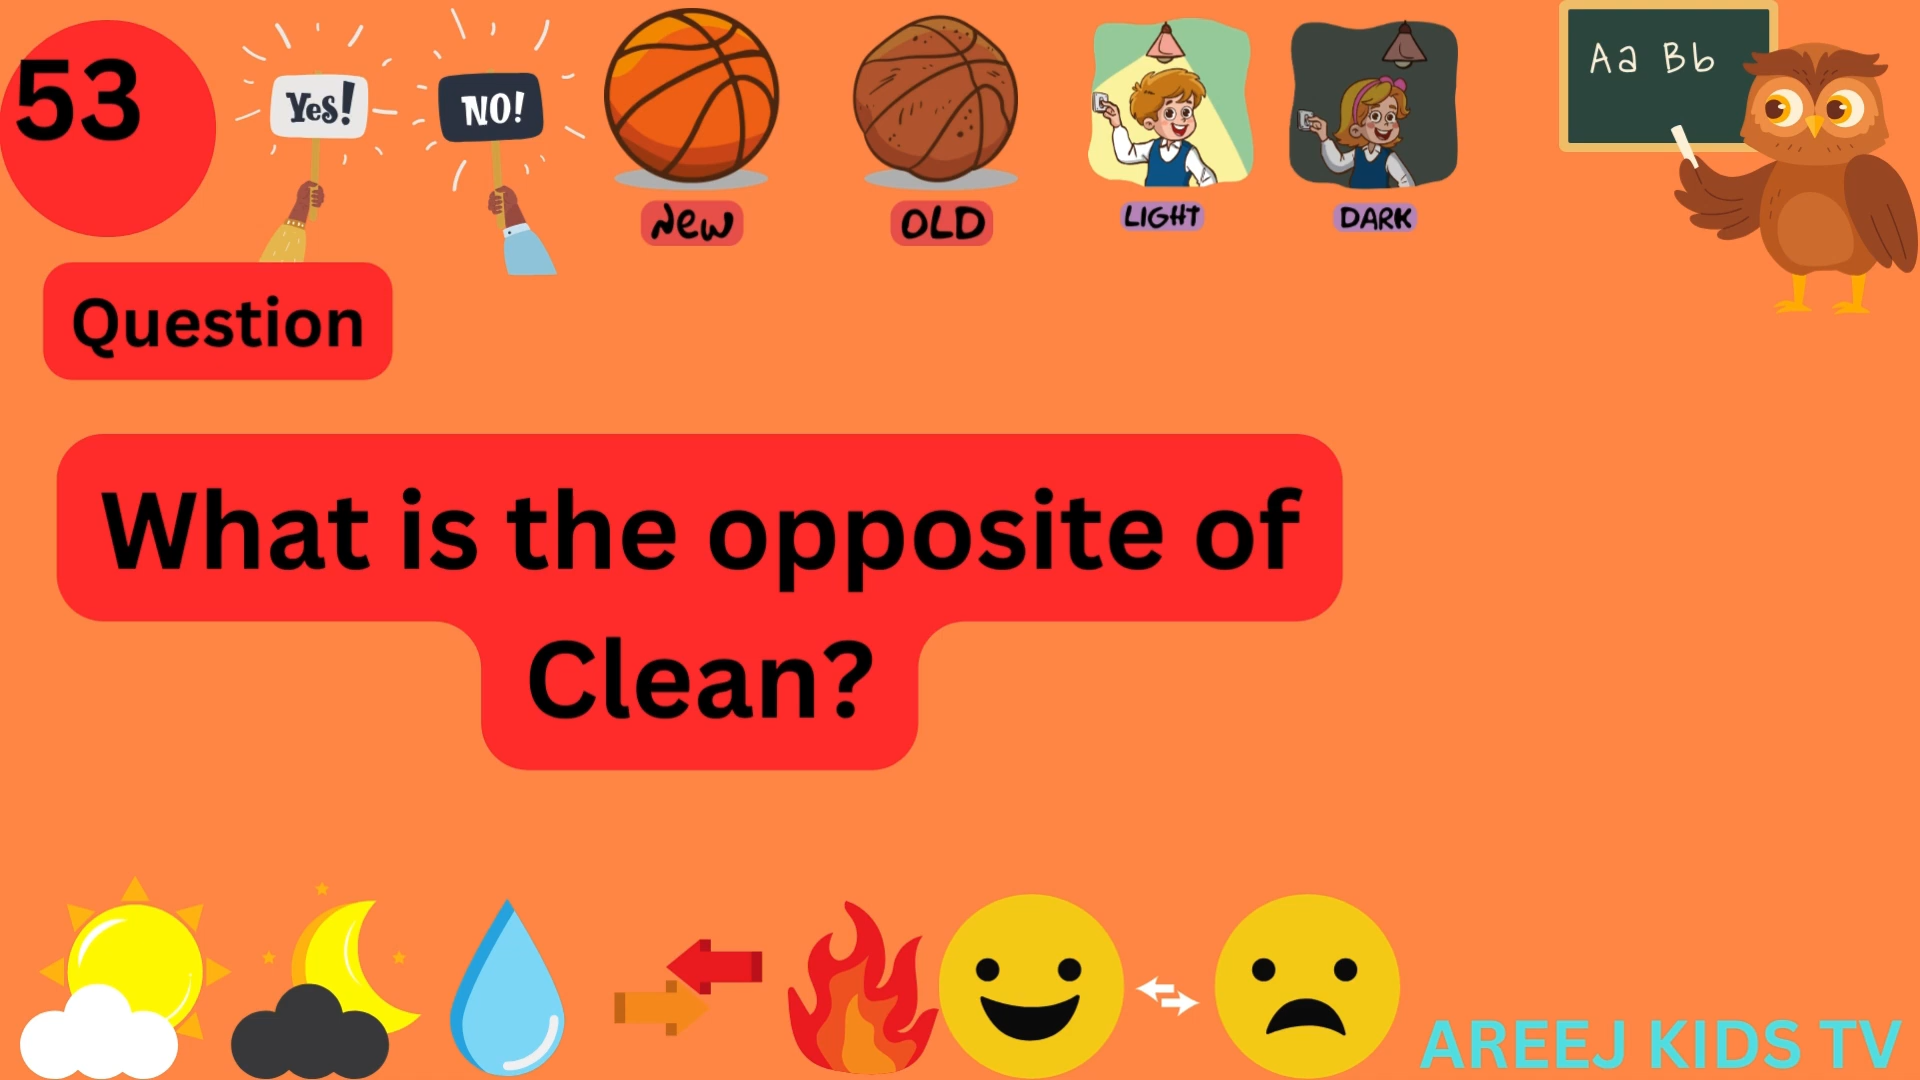 53
Yes!
NO!
New
OLD
LIGHT
DARK
Aa Bb
Question
What is the opposite of
Clean?
AREEJ KIDS TV